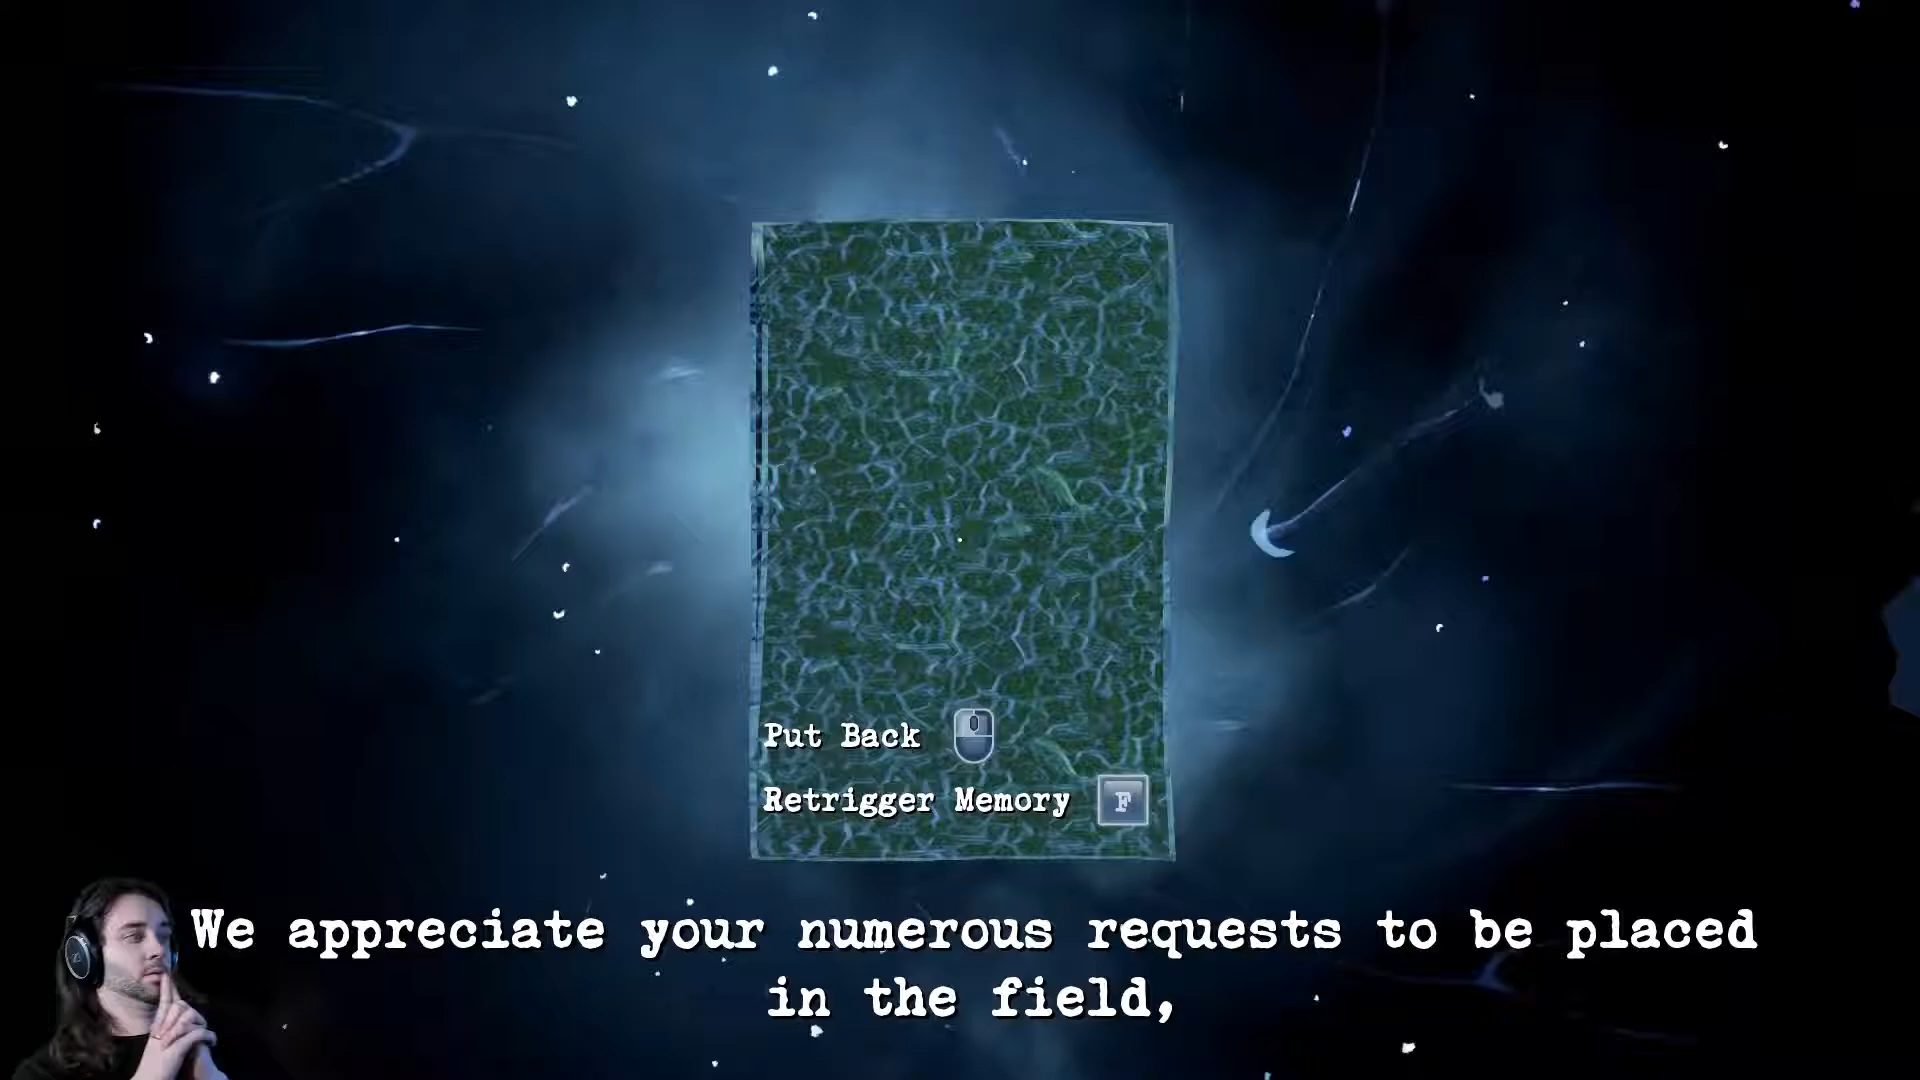 Put Back
Retrigger Memory F
We appreciate your numerous requests to be placed
in the field,